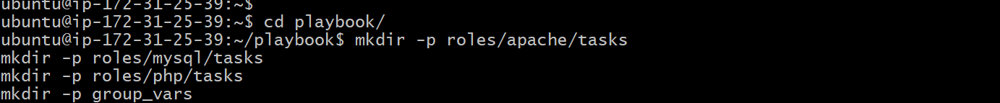 ubuntu@ip-172-31-25-39:~$
ubuntu@ip-172-31-25-39:~$ cd playbook/
ubuntu@ip-172-31-25-39:~/playbook$ mkdir -p roles/apache/tasks
mkdir -p roles/mysql/tasks
mkdir -p roles/php/tasks
mkdir -p group_vars